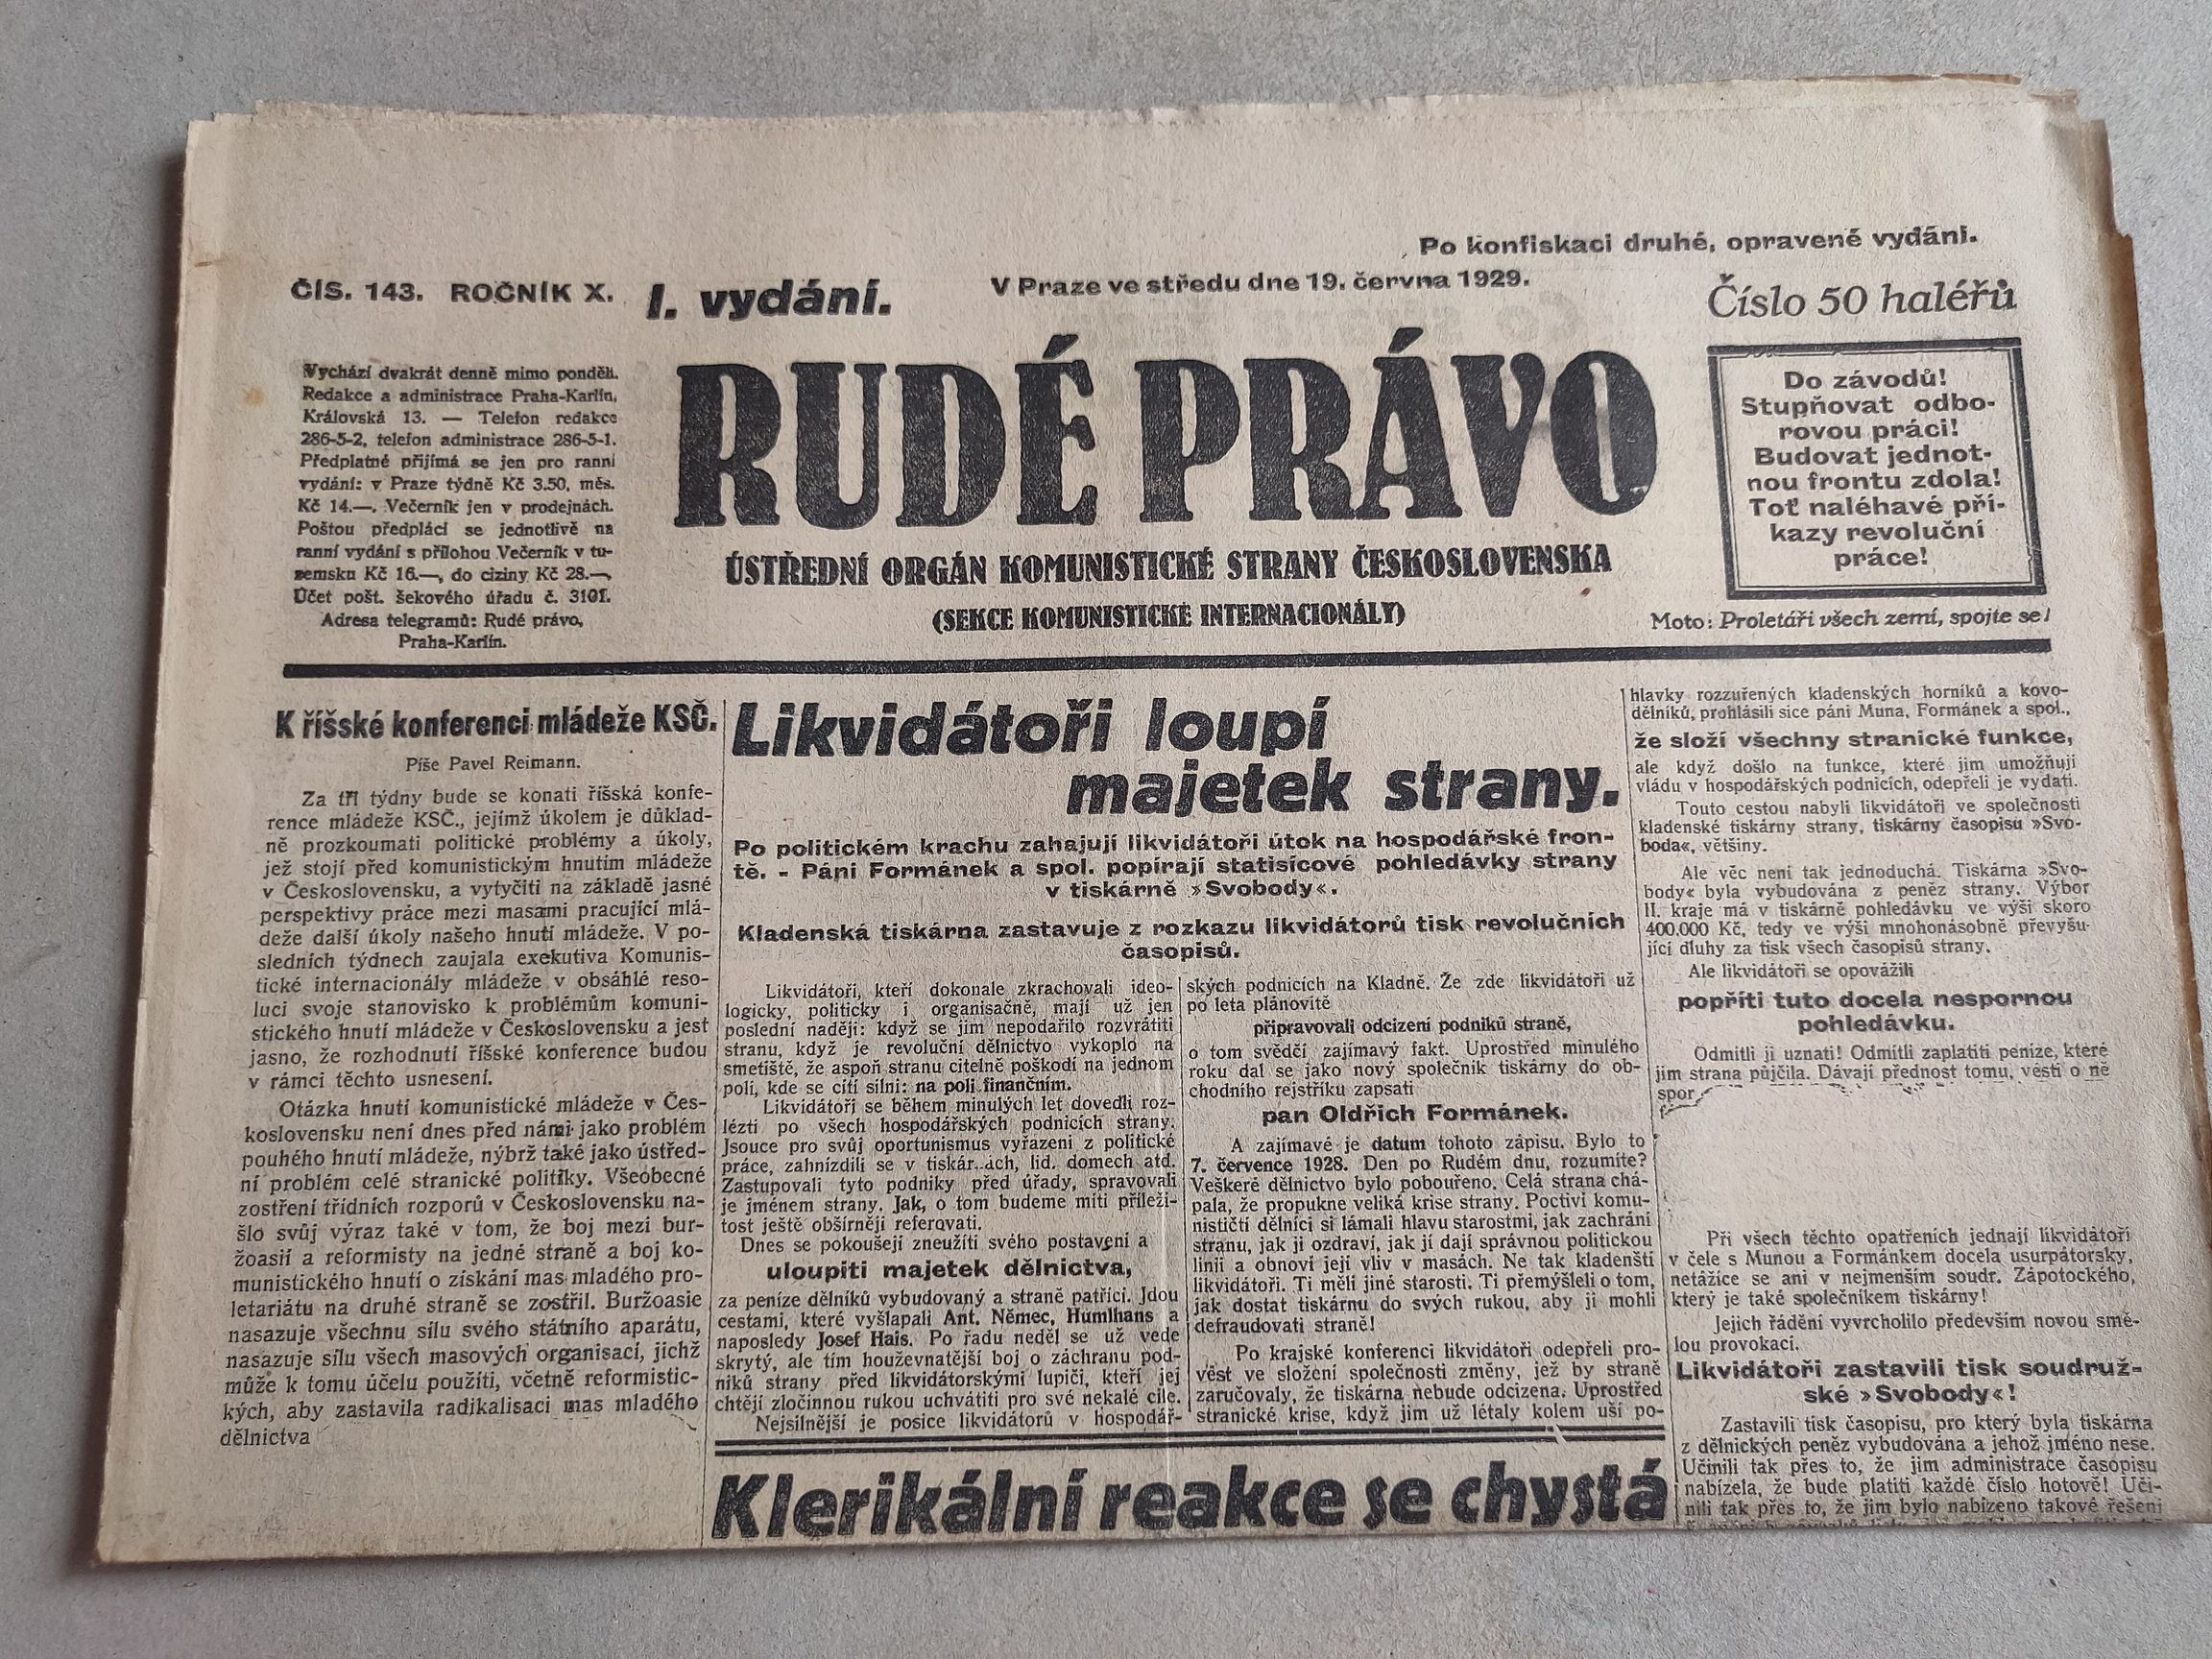 Po konfiskaci druhé, opravené vydání.
ČÍS. 143. ROČNÍK X.
I. vydání.
V Praze ve středu dne 19. června 1929.
Číslo 50 haléřů
Vychází dvakrát denně mimo pondělí.
Redakce a administrace Praha-Karlín,
Královská 13. — Telefon redakce
286-5-2, telefon administrace 286-5-1.
Předplatné přijímá se jen pro ranní
vydání: v Praze týdně Kč 3.50, měs.
Kč 14.—. Večerník jen v prodejnách.
Poštou předplácí se jednotlivě na
ranní vydání s přílohou Večerník v tu-
zemsku Kč 16.—, do ciziny Kč 28.—,
Účet pošt. šekového úřadu č. 3101.
Adresa telegramů: Rudé právo,
Praha-Karlín.
RUDÉ PRÁVO
ÚSTŘEDNÍ ORGÁN KOMUNISTICKÉ STRANY ČESKOSLOVENSKA
(SEKCE KOMUNISTICKÉ INTERNACIONÁLY)
Do závodů!
Stupňovat odbo-
rovou práci!
Budovat jednot-
nou frontu zdola!
Toť naléhavé pří-
kazy revoluční
práce!
Moto: Proletáři všech zemí, spojte se!
K říšské konferenci mládeže KSČ.
Píše Pavel Reimann.
Za tři týdny bude se konati říšská konfe-
rence mládeže KSČ., jejímž úkolem je důklad-
ně prozkoumati politické problémy a úkoly,
jež stojí před komunistickým hnutím mládeže
v Československu, a vytyčiti na základě jasné
perspektivy práce mezi masami pracující mlá-
deže další úkoly našeho hnutí mládeže. V po-
sledních týdnech zaujala exekutiva Komunis-
tické internacionály mládeže v obsáhlé reso-
luci svoje stanovisko k problémům komuni-
stického hnutí mládeže v Československu a jest
jasno, že rozhodnutí říšské konference budou
v rámci těchto usnesení.
Otázka hnutí komunistické mládeže v Čes-
koslovensku není dnes před námi jako problém
pouhého hnutí mládeže, nýbrž také jako ústřed-
ní problém celé stranické politiky. Všeobecné
zostření třídních rozporů v Československu na-
šlo svůj výraz také v tom, že boj mezi bur-
žoasií a reformisty na jedné straně a boj ko-
munistického hnutí o získání mas mladého pro-
letariátu na druhé straně se zostřil. Buržoasie
nasazuje všechnu sílu svého státního aparátu,
nasazuje sílu všech masových organisací, jichž
může k tomu účelu použíti, včetně reformistic-
kých, aby zastavila radikalisaci mas mladého
dělnictva
Likvidátoři loupí
majetek strany.
Po politickém krachu zahajují likvidátoři útok na hospodářské fron-
tě. - Páni Formánek a spol. popírají statisícové pohledávky strany
v tiskárně »Svobody«.
Kladenská tiskárna zastavuje z rozkazu likvidátorů tisk revolučních
časopisů.
Likvidátoři, kteří dokonale zkrachovali ideo-
logicky, politicky i organisačně, mají už jen
poslední naději: když se jim nepodařilo rozvrátiti
stranu, když je revoluční dělnictvo vykoplo na
smetiště, že aspoň stranu citelně poškodí na jednom
poli, kde se cítí silni: na poli finančním.
Likvidátoři se během minulých let dovedli roz-
lézti po všech hospodářských podnicích strany.
Jsouce pro svůj oportunismus vyřazeni z politické
práce, zahnízdili se v tiskár..ách, lid. domech atd.
Zastupovali tyto podniky před úřady, spravovali
je jménem strany. Jak, o tom budeme míti příleži-
tost ještě obšírněji referovati.
Dnes se pokoušejí zneužíti svého postavení a
uloupiti majetek dělnictva,
za peníze dělníků vybudovaný a straně patřící. Jdou
cestami, které vyšlapali Ant. Němec, Humlhans a
naposledy Josef Hais. Po řadu neděl se už vede
skrytý, ale tím houževnatější boj o záchranu pod-
niků strany před likvidátorskými lupiči, kteří jej
chtějí zločinnou rukou uchvátiti pro své nekalé cíle.
Nejsilnější je posice likvidátorů v hospodář-
ských podnicích na Kladně. Že zde likvidátoři už
po léta plánovitě
připravovali odcizení podniků straně,
o tom svědčí zajímavý fakt. Uprostřed minulého
roku dal se jako nový společník tiskárny do ob-
chodního rejstříku zapsati
pan Oldřich Formánek.
A zajímavé je datum tohoto zápisu. Bylo to
7. července 1928. Den po Rudém dnu, rozumíte?
Veškeré dělnictvo bylo pobouřeno. Celá strana chá-
pala, že propukne veliká krise strany. Poctiví komu-
nističtí dělníci si lámali hlavu starostmi, jak zachrání
stranu, jak ji ozdraví, jak jí dají správnou politickou
linii a obnoví její vliv v masách. Ne tak kladenští
likvidátoři. Ti měli jiné starosti. Ti přemýšleli o tom,
jak dostat tiskárnu do svých rukou, aby ji mohli
defraudovati straně!
Po krajské konferenci likvidátoři odepřeli pro-
vést ve složení společnosti změny, jež by straně
zaručovaly, že tiskárna nebude odcizena. Uprostřed
stranické krise, když jim už létaly kolem uší po-
hlavky rozzuřených kladenských horníků a kovo-
dělníků, prohlásili sice páni Muna, Formánek a spol.,
že složí všechny stranické funkce,
ale když došlo na funkce, které jim umožňují
vládu v hospodářských podnicích, odepřeli je vydati.
Touto cestou nabyli likvidátoři ve společnosti
kladenské tiskárny strany, tiskárny časopisu »Svo-
boda«, většiny.
Ale věc není tak jednoduchá. Tiskárna »Svo-
body« byla vybudována z peněz strany. Výbor
II. kraje má v tiskárně pohledávku ve výši skoro
400.000 Kč, tedy ve výši mnohonásobně převyšu-
jící dluhy za tisk všech časopisů strany.
Ale likvidátoři se opovážili
popříti tuto docela nespornou
pohledávku.
Odmítli ji uznati! Odmítli zaplatiti peníze, které
jim strana půjčila. Dávají přednost tomu, vésti o ně
spor
Při všech těchto opatřeních jednají likvidátoři
v čele s Munou a Formánkem docela usurpátorsky,
netážíce se ani v nejmenším soudr. Zápotockého,
který je také společníkem tiskárny!
Jejich řádění vyvrcholilo především novou smě-
lou provokací.
Likvidátoři zastavili tisk soudruž-
ské »Svobody«!
Zastavili tisk časopisu, pro který byla tiskárna
z dělnických peněz vybudována a jehož jméno nese.
Učinili tak přes to, že jim administrace časopisu
nabízela, že bude platiti každé číslo hotově! Uči-
nili tak přes to, že jim bylo nabízeno takové řešení
Klerikální reakce se chystá